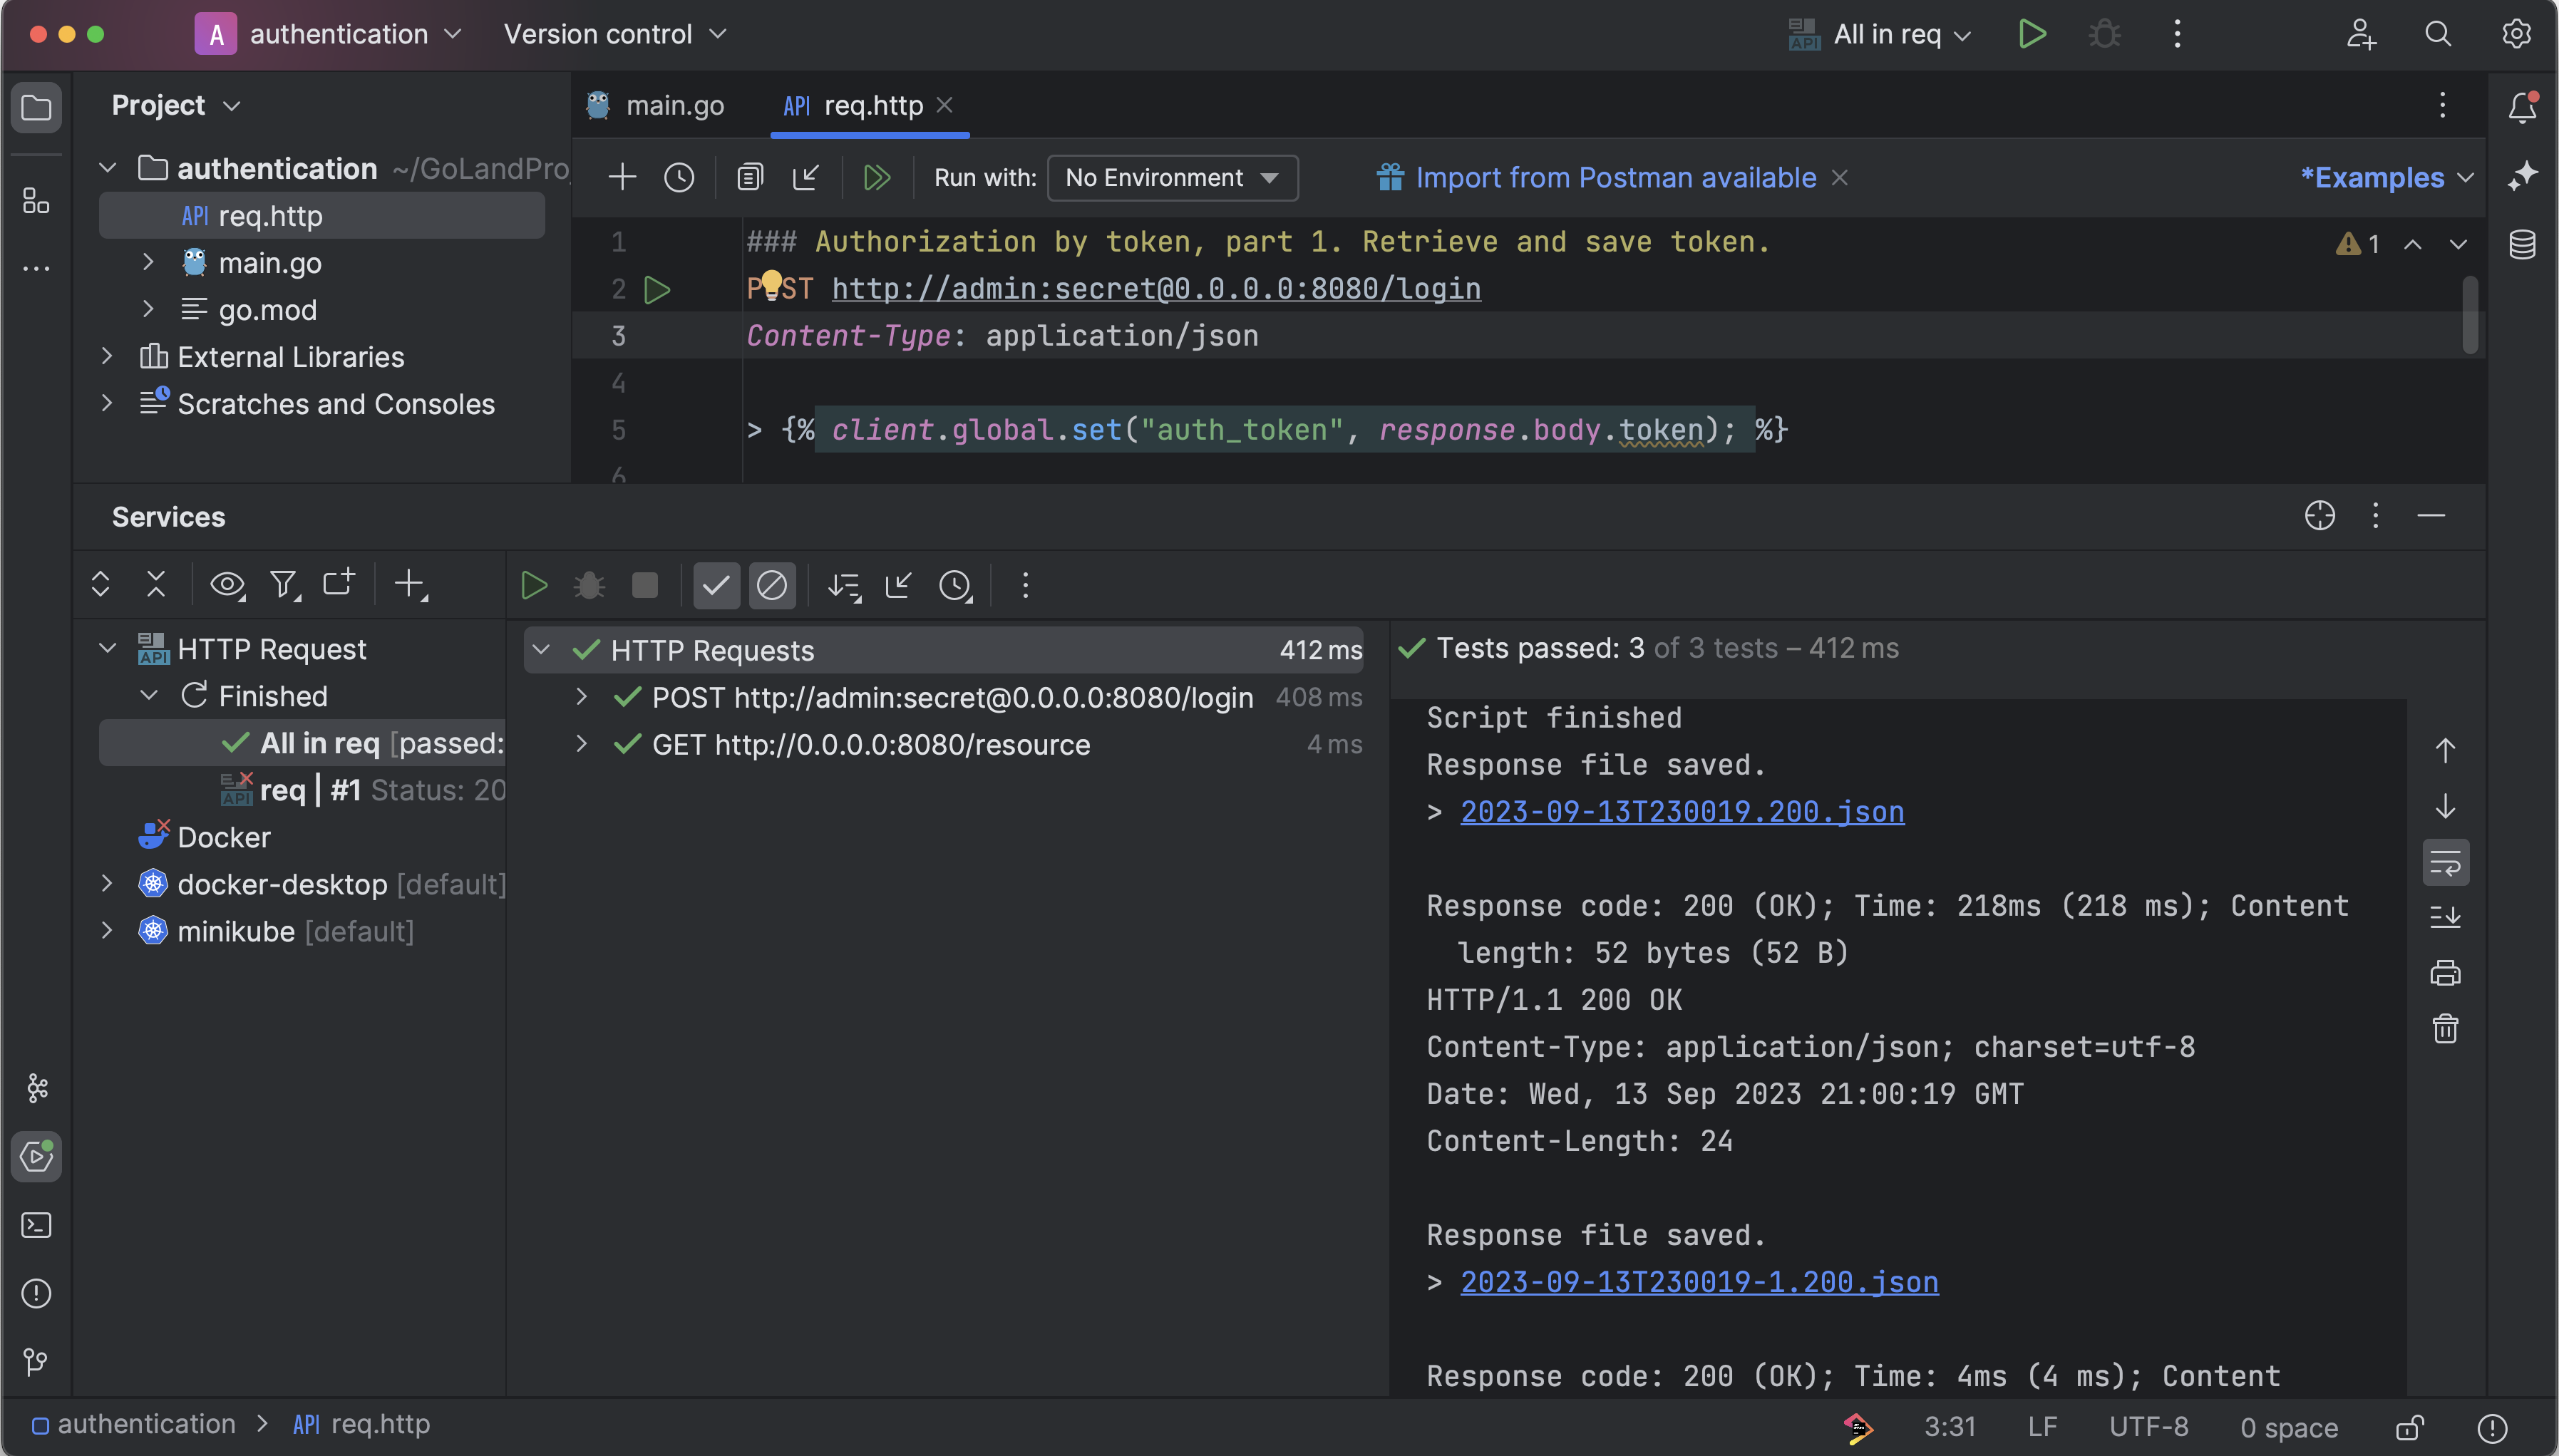 A authentication Version control
API All in req
Project
authentication ~/GoLandPro
API req.http
main.go
go.mod
External Libraries
Scratches and Consoles
main.go
API req.http
Run with: No Environment
Import from Postman available
*Examples
1 ### Authorization by token, part 1. Retrieve and save token.
1
2 P ST http://admin:secret@0.0.0.0:8080/login
3 Content-Type: application/json
4
5 > {% client.global.set("auth_token", response.body.token); %}
6
Services
API HTTP Request
Finished
All in req [passed:
API req | #1 Status: 20
Docker
docker-desktop [default]
minikube [default]
HTTP Requests 412 ms
POST http://admin:secret@0.0.0.0:8080/login 408 ms
GET http://0.0.0.0:8080/resource 4 ms
Tests passed: 3 of 3 tests – 412 ms
Script finished
Response file saved.
> 2023-09-13T230019.200.json
Response code: 200 (OK); Time: 218ms (218 ms); Content
length: 52 bytes (52 B)
HTTP/1.1 200 OK
Content-Type: application/json; charset=utf-8
Date: Wed, 13 Sep 2023 21:00:19 GMT
Content-Length: 24
Response file saved.
> 2023-09-13T230019-1.200.json
Response code: 200 (OK); Time: 4ms (4 ms); Content
authentication > API req.http
3:31 LF UTF-8 0 space